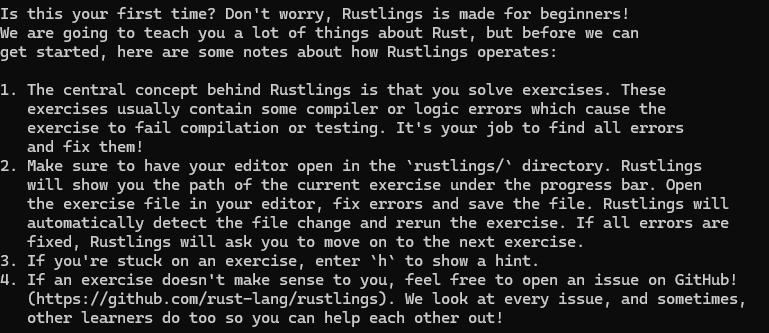 Is this your first time? Don't worry, Rustlings is made for beginners!
We are going to teach you a lot of things about Rust, but before we can
get started, here are some notes about how Rustlings operates:

1. The central concept behind Rustlings is that you solve exercises. These
   exercises usually contain some compiler or logic errors which cause the
   exercise to fail compilation or testing. It's your job to find all errors
   and fix them!
2. Make sure to have your editor open in the `rustlings/` directory. Rustlings
   will show you the path of the current exercise under the progress bar. Open
   the exercise file in your editor, fix errors and save the file. Rustlings will
   automatically detect the file change and rerun the exercise. If all errors are
   fixed, Rustlings will ask you to move on to the next exercise.
3. If you're stuck on an exercise, enter `h` to show a hint.
4. If an exercise doesn't make sense to you, feel free to open an issue on GitHub!
   (https://github.com/rust-lang/rustlings). We look at every issue, and sometimes,
   other learners do too so you can help each other out!